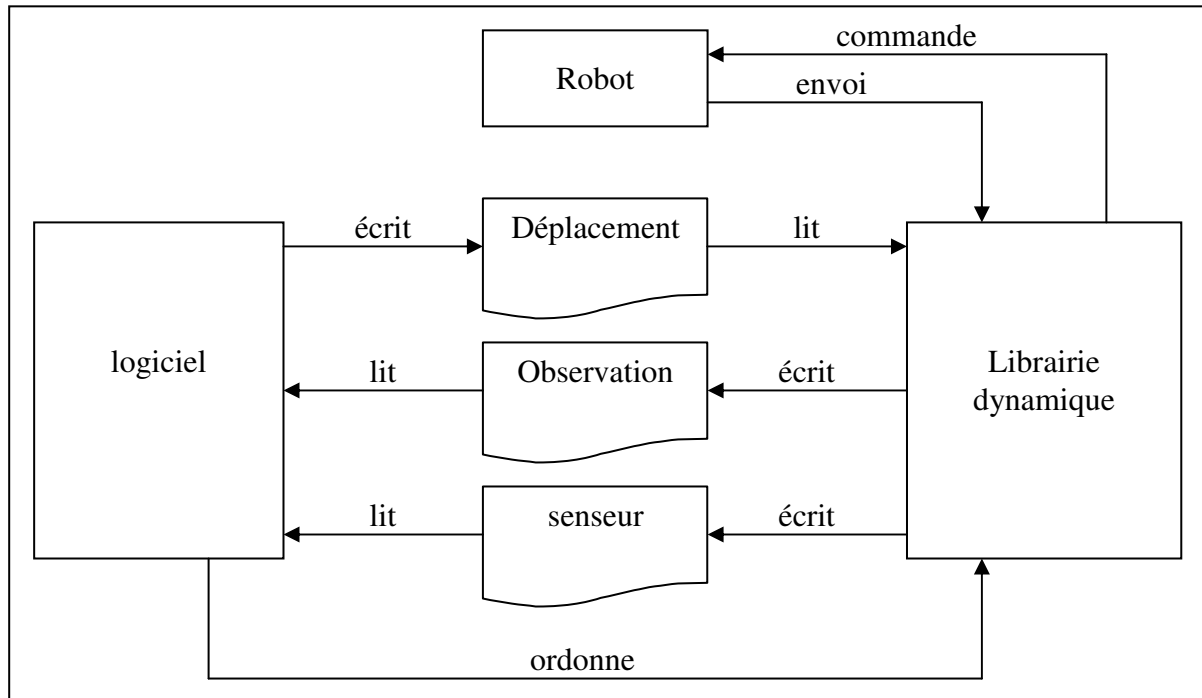 commande
Robot
envoi
écrit
Déplacement
lit
logiciel
lit
Observation
écrit
Librairie
dynamique
lit
senseur
écrit
ordonne